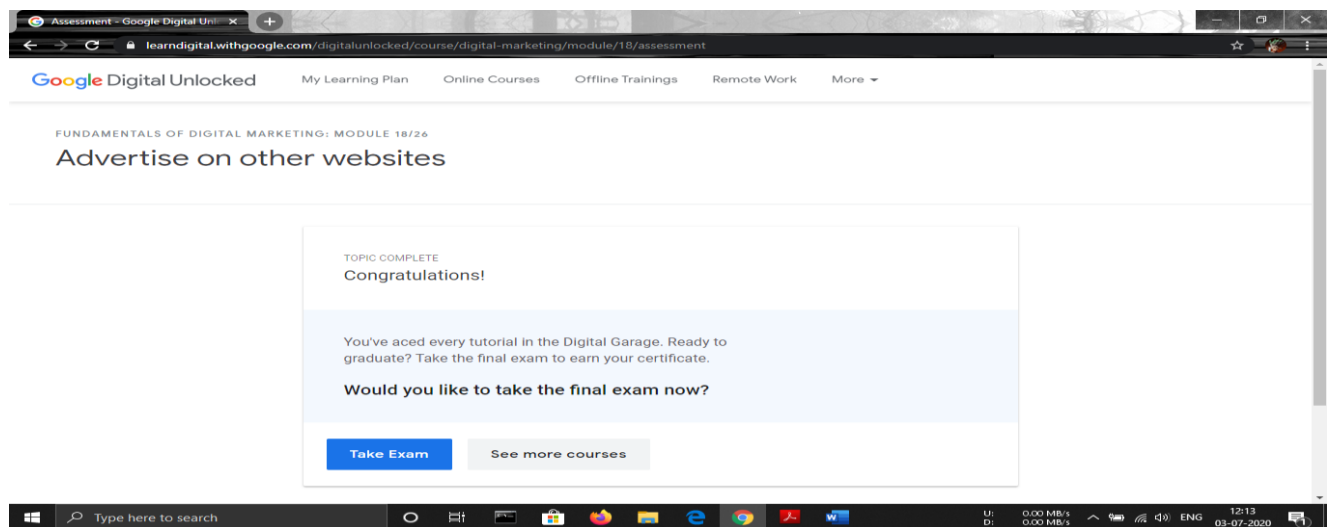 Assessment - Google Digital Unl
learndigital.withgoogle.com/digitalunlocked/course/digital-marketing/module/18/assessment
Google Digital Unlocked My Learning Plan Online Courses Offline Trainings Remote Work More
FUNDAMENTALS OF DIGITAL MARKETING: MODULE 18/26
Advertise on other websites
TOPIC COMPLETE
Congratulations!
You've aced every tutorial in the Digital Garage. Ready to
graduate? Take the final exam to earn your certificate.
Would you like to take the final exam now?
Take Exam See more courses
Type here to search
U: 0.00 MB/s
D: 0.00 MB/s
ENG
12:13
03-07-2020